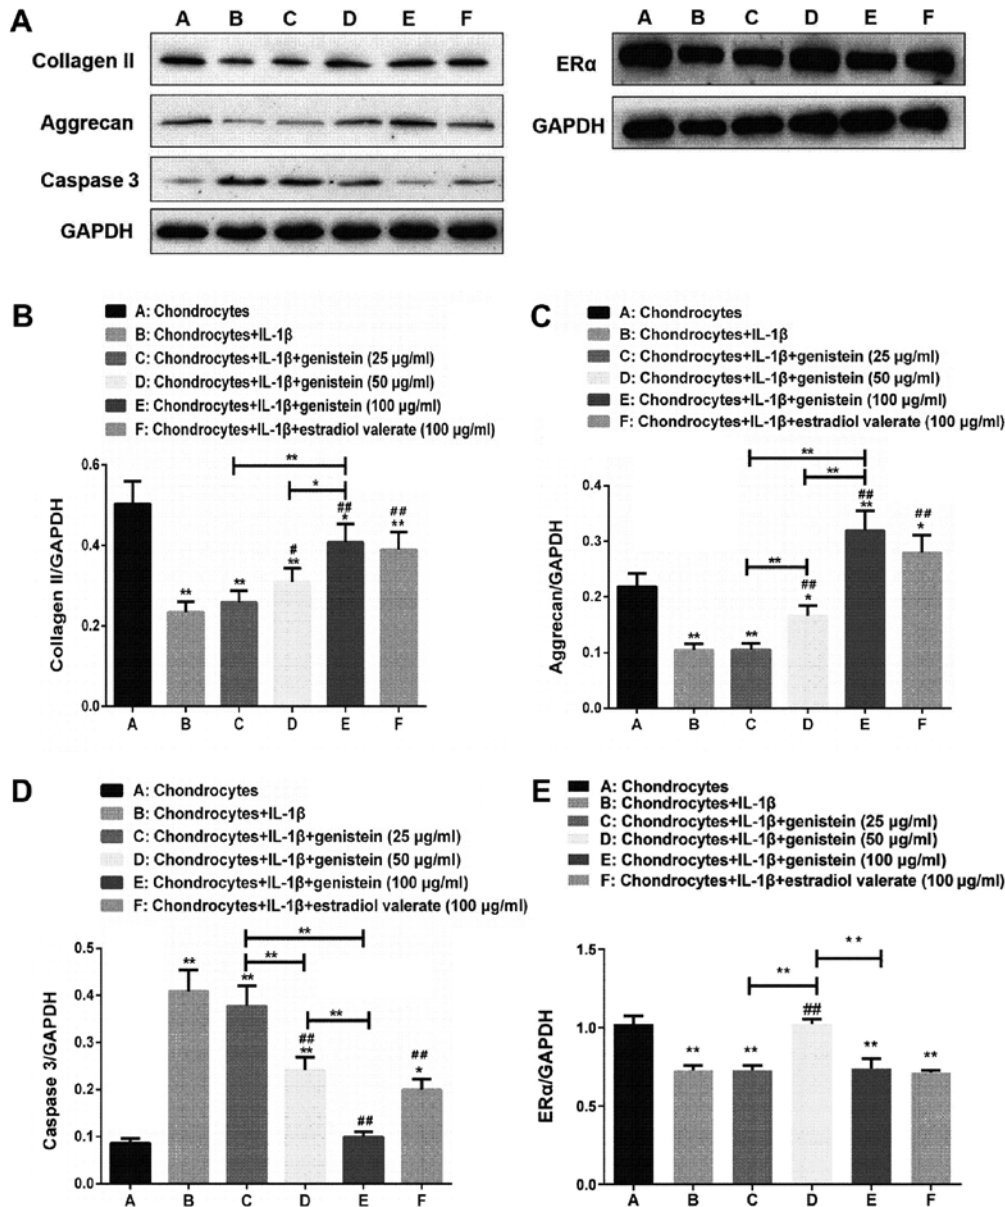 A
A B C D E F
Collagen II
Aggrecan
Caspase 3
GAPDH
A B C D E F
ERα
GAPDH
B
A: Chondrocytes
B: Chondrocytes+IL-1β
C: Chondrocytes+IL-1β+genistein (25 µg/ml)
D: Chondrocytes+IL-1β+genistein (50 µg/ml)
E: Chondrocytes+IL-1β+genistein (100 µg/ml)
F: Chondrocytes+IL-1β+estradiol valerate (100 µg/ml)
Collagen II/GAPDH
0.6
0.4
0.2
0.0
**
*
** ** # ** ## * ## **
A B C D E F
C
A: Chondrocytes
B: Chondrocytes+IL-1β
C: Chondrocytes+IL-1β+genistein (25 µg/ml)
D: Chondrocytes+IL-1β+genistein (50 µg/ml)
E: Chondrocytes+IL-1β+genistein (100 µg/ml)
F: Chondrocytes+IL-1β+estradiol valerate (100 µg/ml)
Aggrecan/GAPDH
0.4
0.3
0.2
0.1
0.0
**
**
**
** ** ## * ## ** ## *
A B C D E F
D
A: Chondrocytes
B: Chondrocytes+IL-1β
C: Chondrocytes+IL-1β+genistein (25 µg/ml)
D: Chondrocytes+IL-1β+genistein (50 µg/ml)
E: Chondrocytes+IL-1β+genistein (100 µg/ml)
F: Chondrocytes+IL-1β+estradiol valerate (100 µg/ml)
Caspase 3/GAPDH
0.5
0.4
0.3
0.2
0.1
0.0
**
**
**
** ** ## ** ## ## *
A B C D E F
E
A: Chondrocytes
B: Chondrocytes+IL-1β
C: Chondrocytes+IL-1β+genistein (25 µg/ml)
D: Chondrocytes+IL-1β+genistein (50 µg/ml)
E: Chondrocytes+IL-1β+genistein (100 µg/ml)
F: Chondrocytes+IL-1β+estradiol valerate (100 µg/ml)
ERα/GAPDH
1.5
1.0
0.5
0.0
**
**
** ** ## ** **
A B C D E F